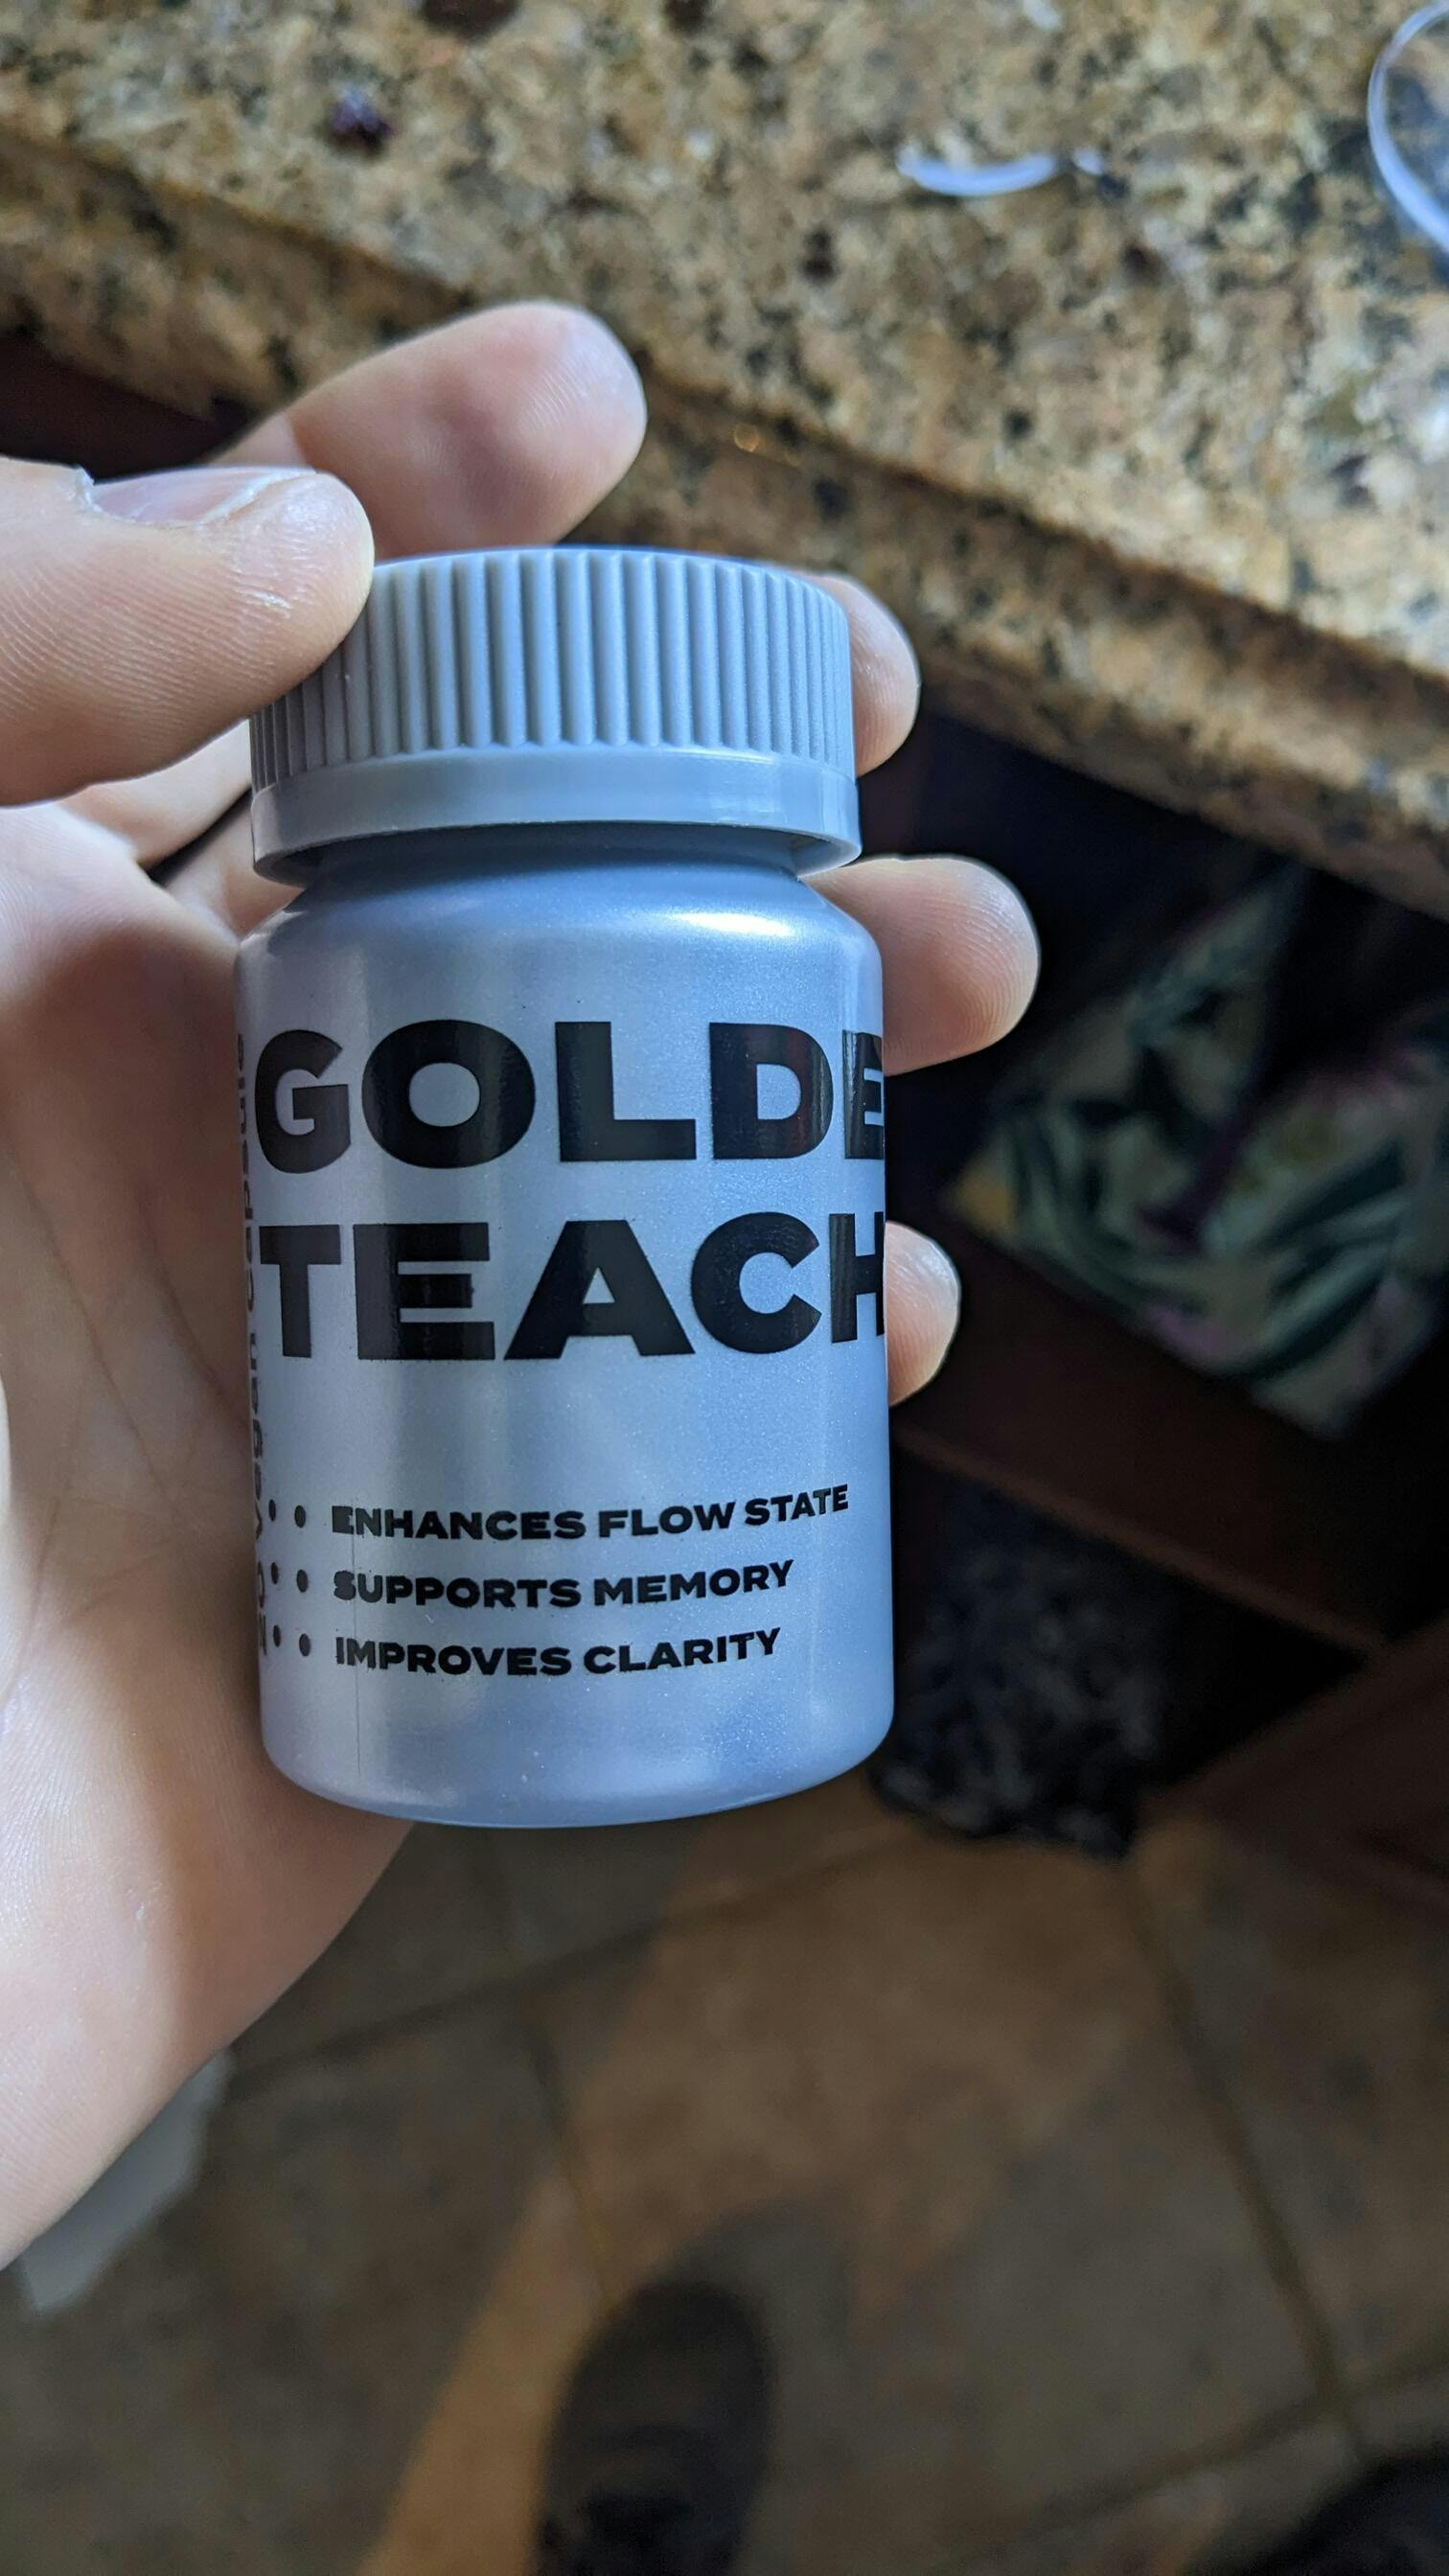 GOLDE
TEACH
ENHANCES FLOW STATE
SUPPORTS MEMORY
IMPROVES CLARITY